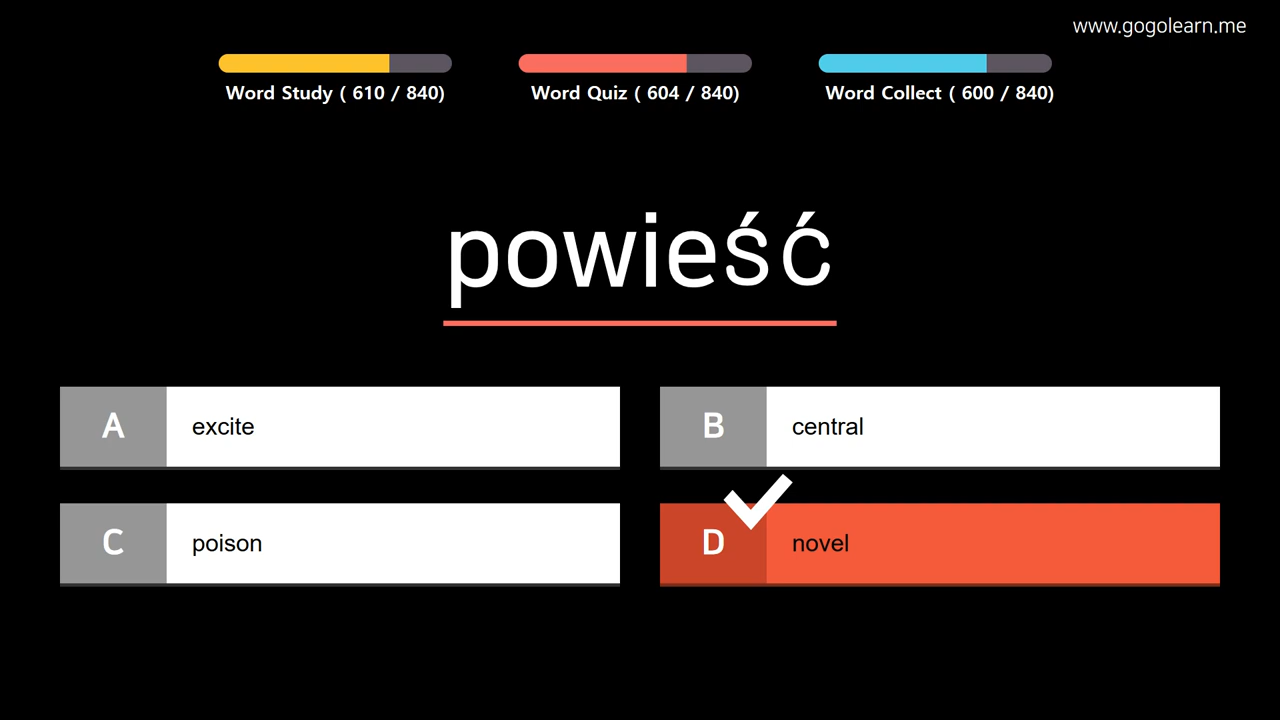 www.gogolearn.me
Word Study ( 610 / 840)
Word Quiz ( 604 / 840)
Word Collect ( 600 / 840)
powieść
A excite
B central
C poison
D novel